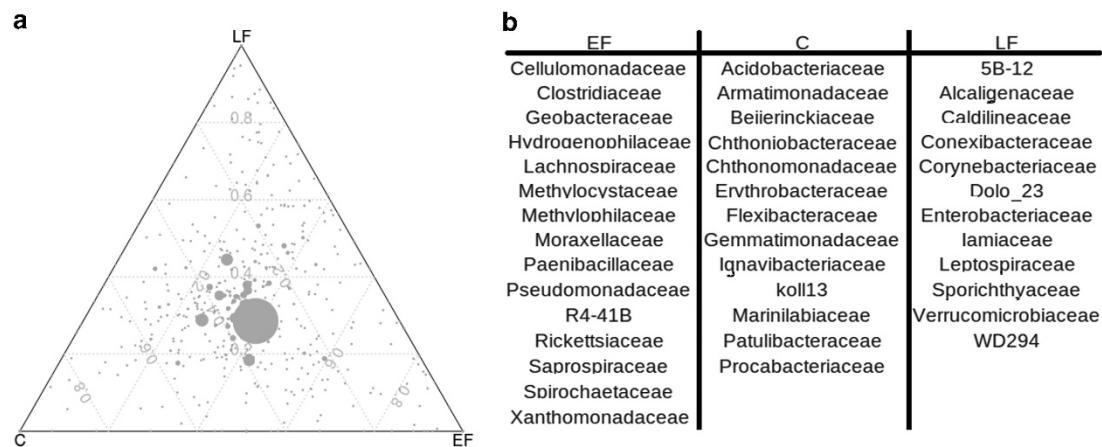 a
LF
0.8
0.6
0.4
0.2
0.2
0.2
0.4
0.6
0.6
0.8
0.8
C
EF
b
EF C LF
Cellulomonadaceae Acidobacteriaceae 5B-12
Clostridiaceae Armatimonadaceae Alcaligenaceae
Geobacteraceae Beijerinckiaceae Caldilineaceae
Hydrogenophilaceae Chthoniobacteraceae Conexibacteraceae
Lachnospiraceae Chthonomonadaceae Corynebacteriaceae
Methylocystaceae Erythrobacteraceae Dolo_23
Methylophilaceae Flexibacteraceae Enterobacteriaceae
Moraxellaceae Gemmatimonadaceae Iamiaceae
Paenibacillaceae Ignavibacteriaceae Leptospiraceae
Pseudomonadaceae koll13 Sporichthyaceae
R4-41B Marinilabiaceae Verrucomicrobiaceae
Rickettsiaceae Patulibacteraceae WD294
Saprospiraceae Procabacteriaceae
Spirochaetaceae
Xanthomonadaceae